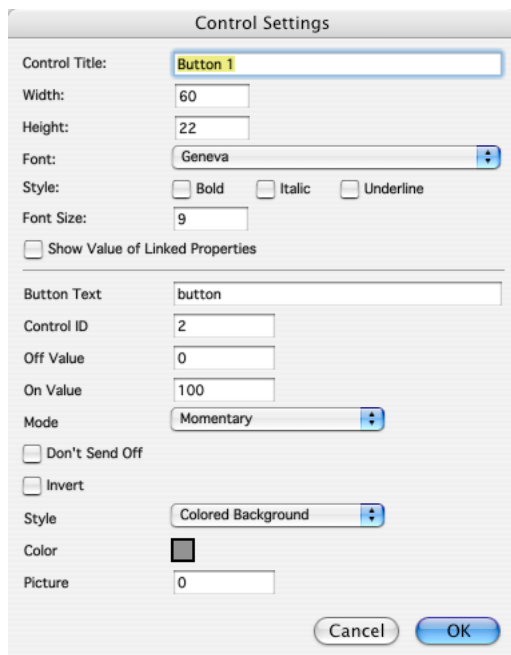 Control Settings
Control Title: Button 1
Width: 60
Height: 22
Font: Geneva
Style: Bold Italic Underline
Font Size: 9
Show Value of Linked Properties
Button Text button
Control ID 2
Off Value 0
On Value 100
Mode Momentary
Don't Send Off
Invert
Style Colored Background
Color
Picture 0
Cancel OK